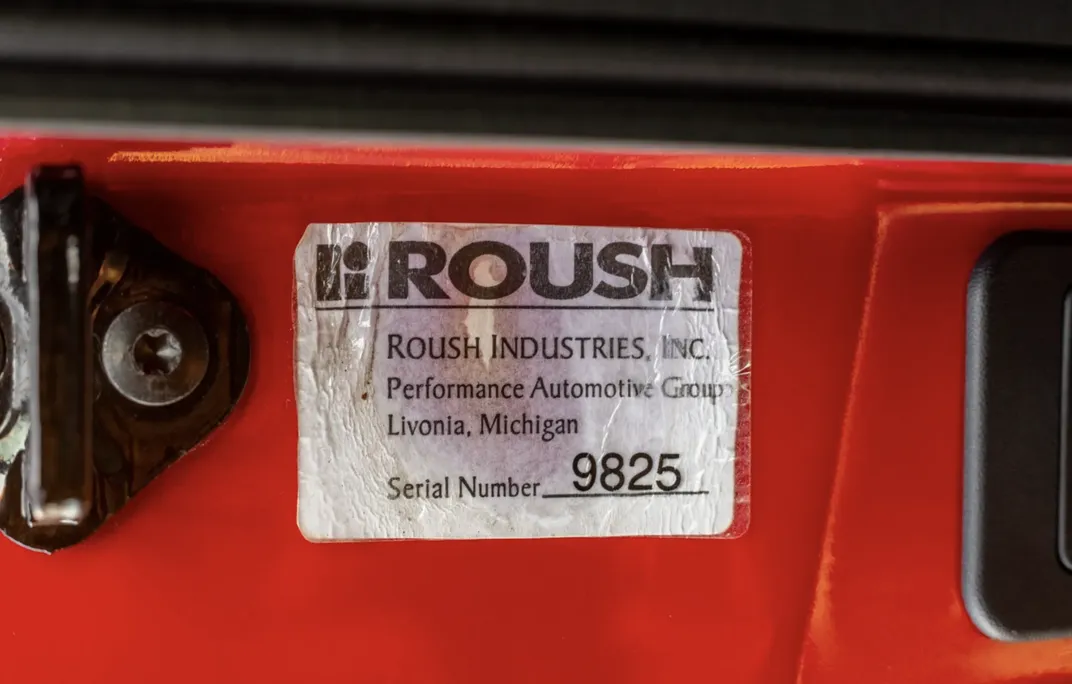 ROUSH
ROUSH INDUSTRIES, INC.
Performance Automotive Group
Livonia, Michigan
Serial Number 9825